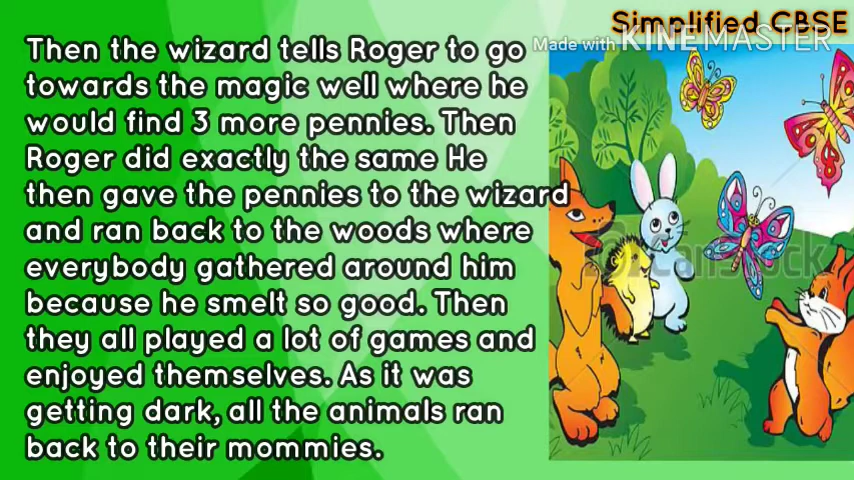 Simplified CBSE
Made with KINEMASTER
Then the wizard tells Roger to go
towards the magic well where he
would find 3 more pennies. Then
Roger did exactly the same He
then gave the pennies to the wizard
and ran back to the woods where
everybody gathered around him
because he smelt so good. Then
they all played a lot of games and
enjoyed themselves. As it was
getting dark, all the animals ran
back to their mommies.
CanStock